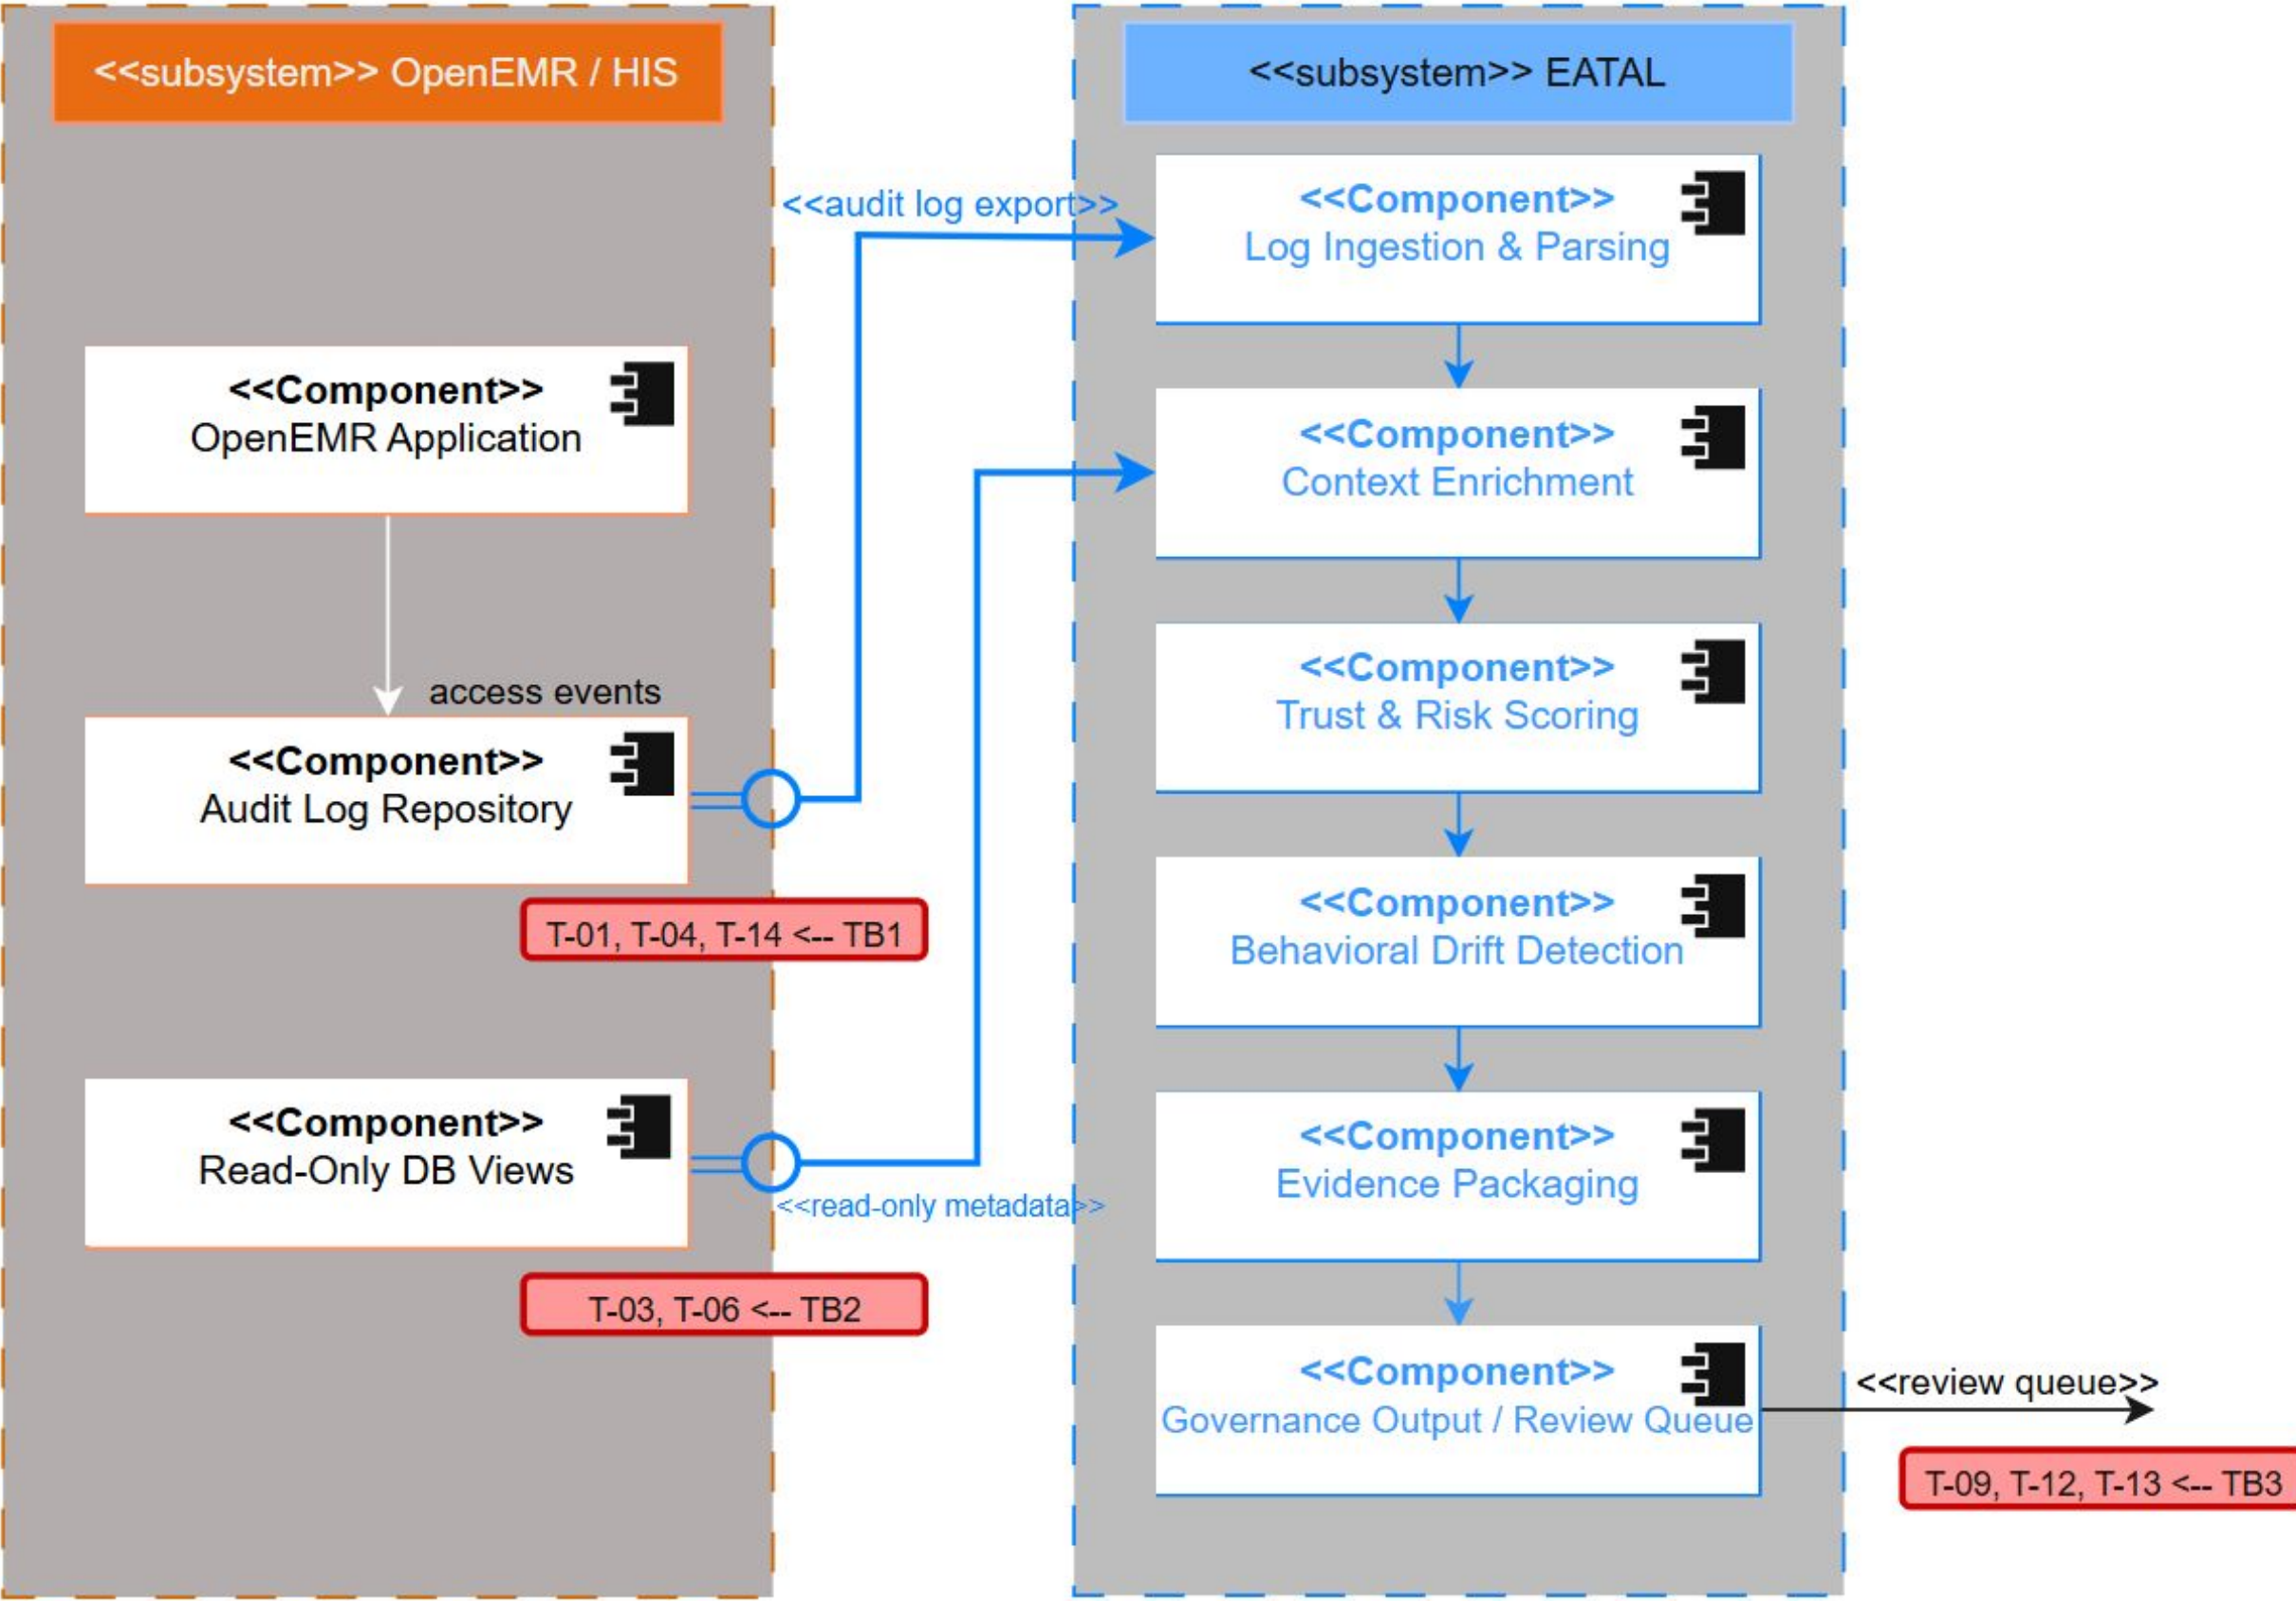 <<subsystem>> OpenEMR / HIS
<<Component>>
OpenEMR Application
access events
<<Component>>
Audit Log Repository
T-01, T-04, T-14 <-- TB1
<<Component>>
Read-Only DB Views
T-03, T-06 <-- TB2
<<audit log export>>
<<read-only metadata>>
<<subsystem>> EATAL
<<Component>>
Log Ingestion & Parsing
<<Component>>
Context Enrichment
<<Component>>
Trust & Risk Scoring
<<Component>>
Behavioral Drift Detection
<<Component>>
Evidence Packaging
<<Component>>
Governance Output / Review Queue
<<review queue>>
T-09, T-12, T-13 <-- TB3